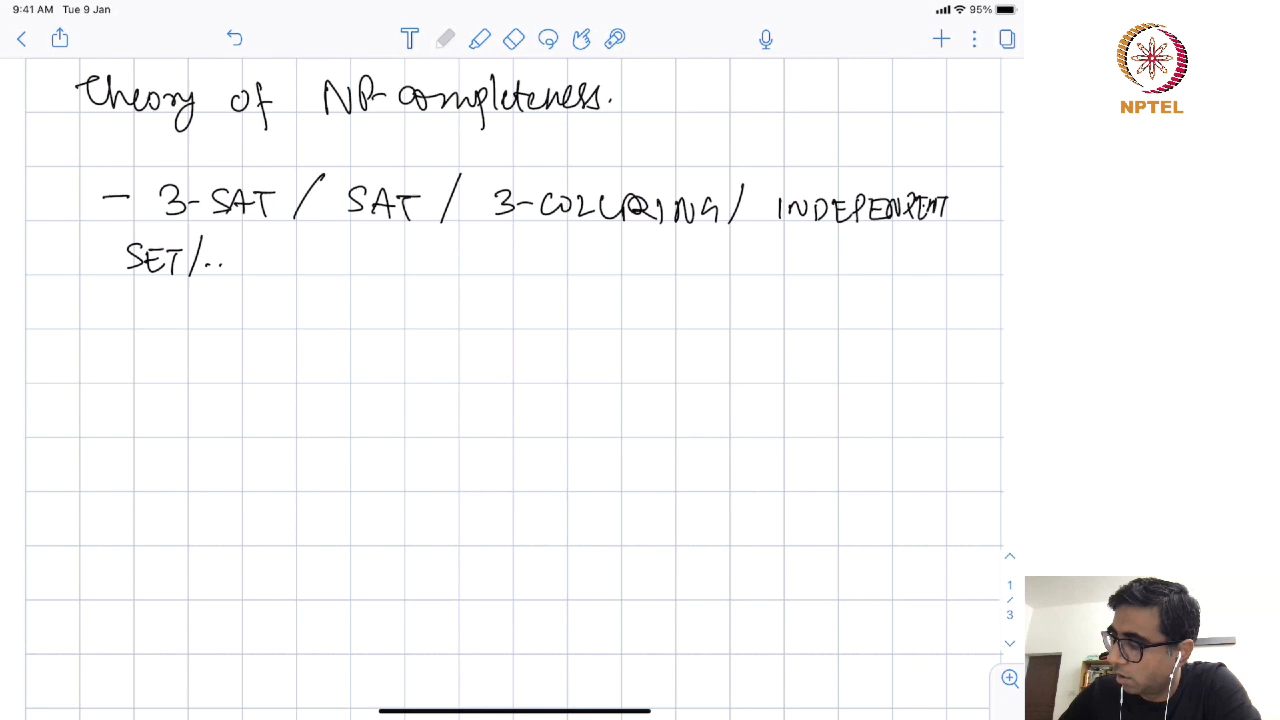 9:41 AM Tue 9 Jan 95%
NPTEL
Theory of NP-completeness.
- 3-SAT / SAT / 3-COLURING / INDEPENDENT
SET/..
1
/
3